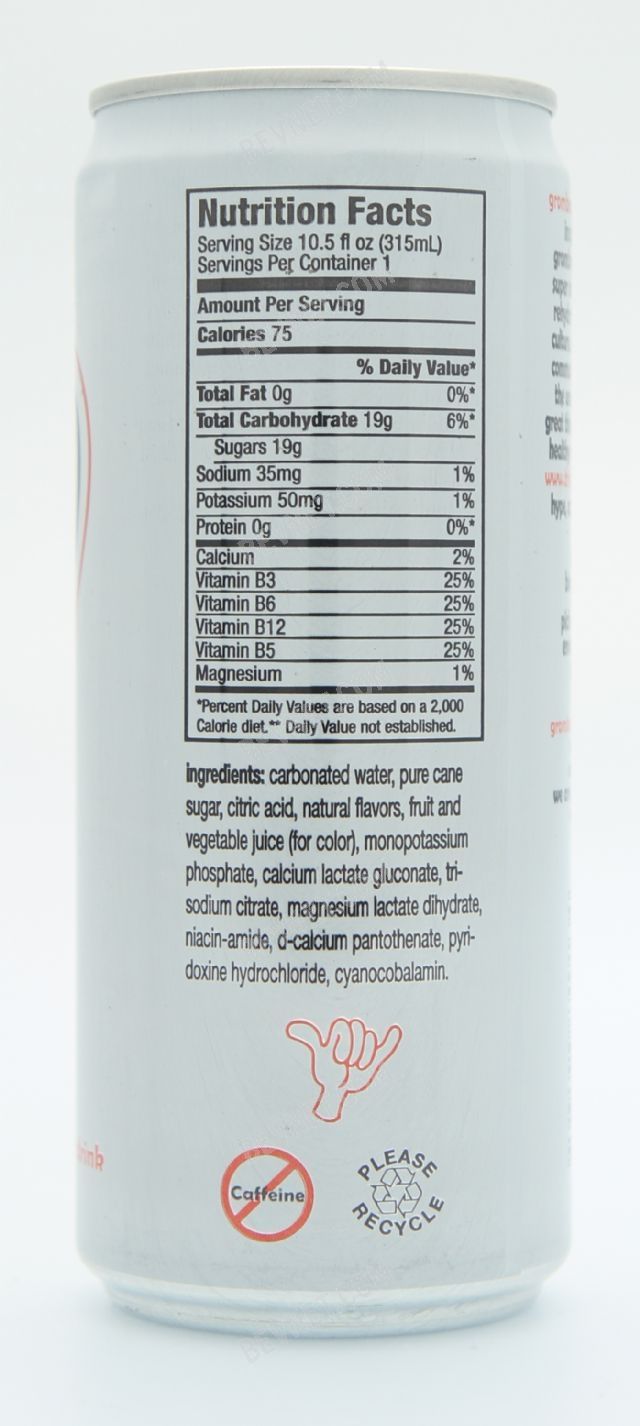 Nutrition Facts
Serving Size 10.5 fl oz (315mL)
Servings Per Container 1
Amount Per Serving
Calories 75
% Daily Value*
Total Fat 0g 0%*
Total Carbohydrate 19g 6%*
Sugars 19g
Sodium 35mg 1%
Potassium 50mg 1%
Protein 0g 0%*
Calcium 2%
Vitamin B3 25%
Vitamin B6 25%
Vitamin B12 25%
Vitamin B5 25%
Magnesium 1%
*Percent Daily Values are based on a 2,000
Calorie diet.** Daily Value not established.
ingredients: carbonated water, pure cane
sugar, citric acid, natural flavors, fruit and
vegetable juice (for color), monopotassium
phosphate, calcium lactate gluconate, tri-
sodium citrate, magnesium lactate dihydrate,
niacin-amide, d-calcium pantothenate, pyri-
doxine hydrochloride, cyanocobalamin.
Caffeine
PLEASE
RECYCLE
BEVNET.COM